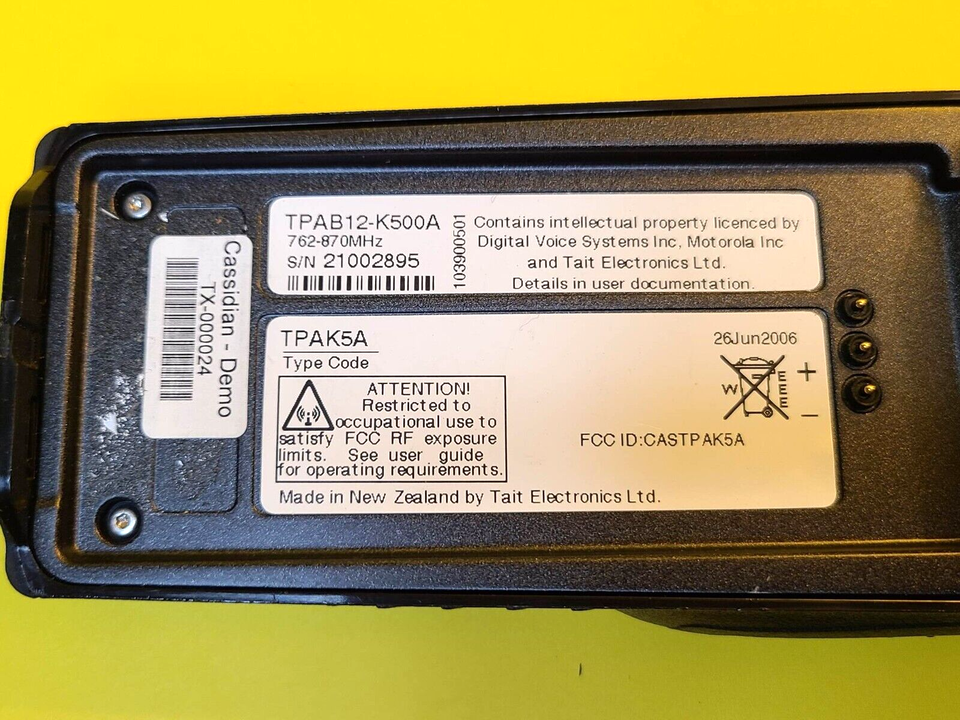 Cassidian - Demo
TX-000024
TPAB12-K500A
762-870MHz
S/N 21002895
103900501
Contains intellectual property licenced by
Digital Voice Systems Inc, Motorola Inc
and Tait Electronics Ltd.
Details in user documentation.
TPAK5A
Type Code
ATTENTION!
Restricted to
occupational use to
satisfy FCC RF exposure
limits. See user guide
for operating requirements.
Made in New Zealand by Tait Electronics Ltd.
26Jun2006
W
EEE
+
–
FCC ID:CASTPAK5A